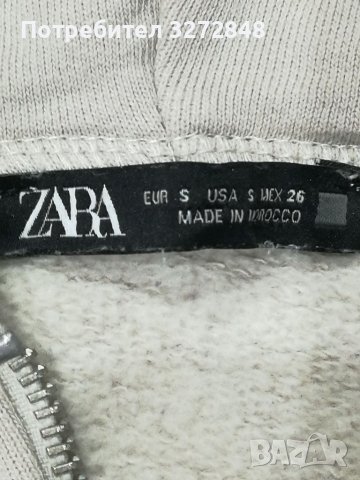 Потребител 3272848
ZARA
EUR S USA S MEX 26
MADE IN MOROCCO
BAZAR